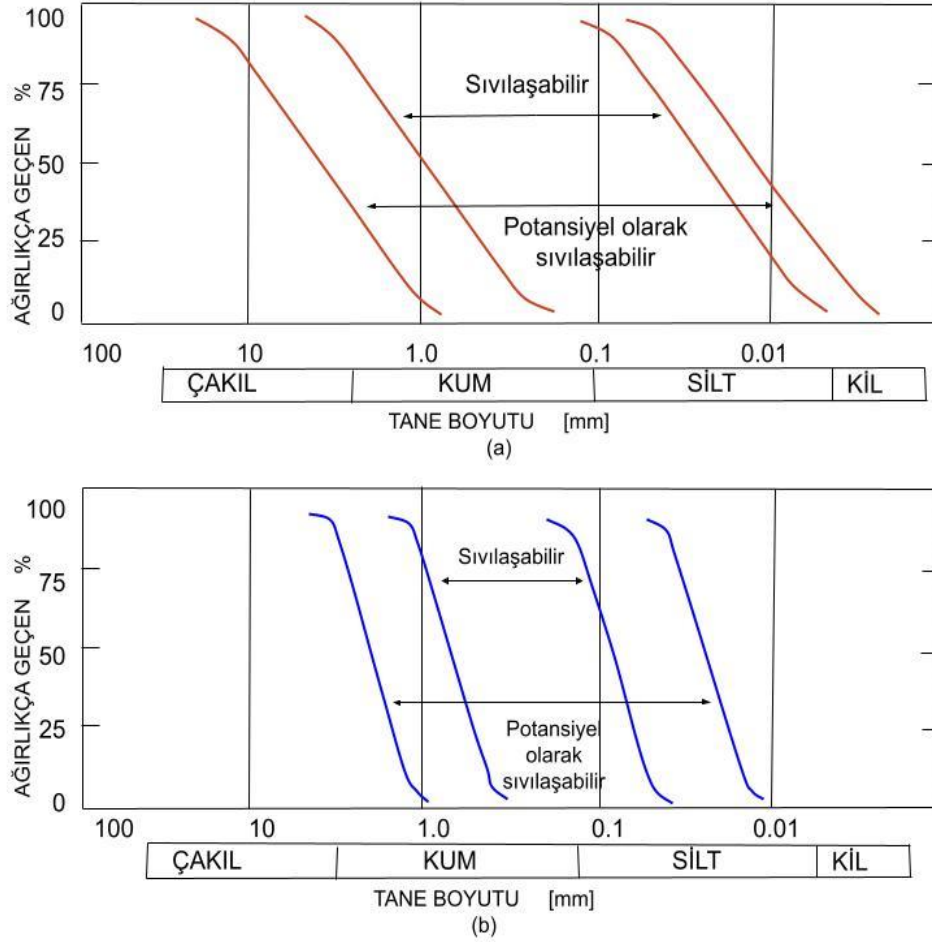 100
75
50
25
0
AĞIRLIKÇA GEÇEN %
Sıvılaşabilir
Potansiyel olarak
sıvılaşabilir
100 10 1.0 0.1 0.01
ÇAKIL KUM SİLT KİL
TANE BOYUTU [mm]
(a)
100
75
50
25
0
AĞIRLIKÇA GEÇEN %
Sıvılaşabilir
Potansiyel
olarak
sıvılaşabilir
100 10 1.0 0.1 0.01
ÇAKIL KUM SİLT KİL
TANE BOYUTU [mm]
(b)